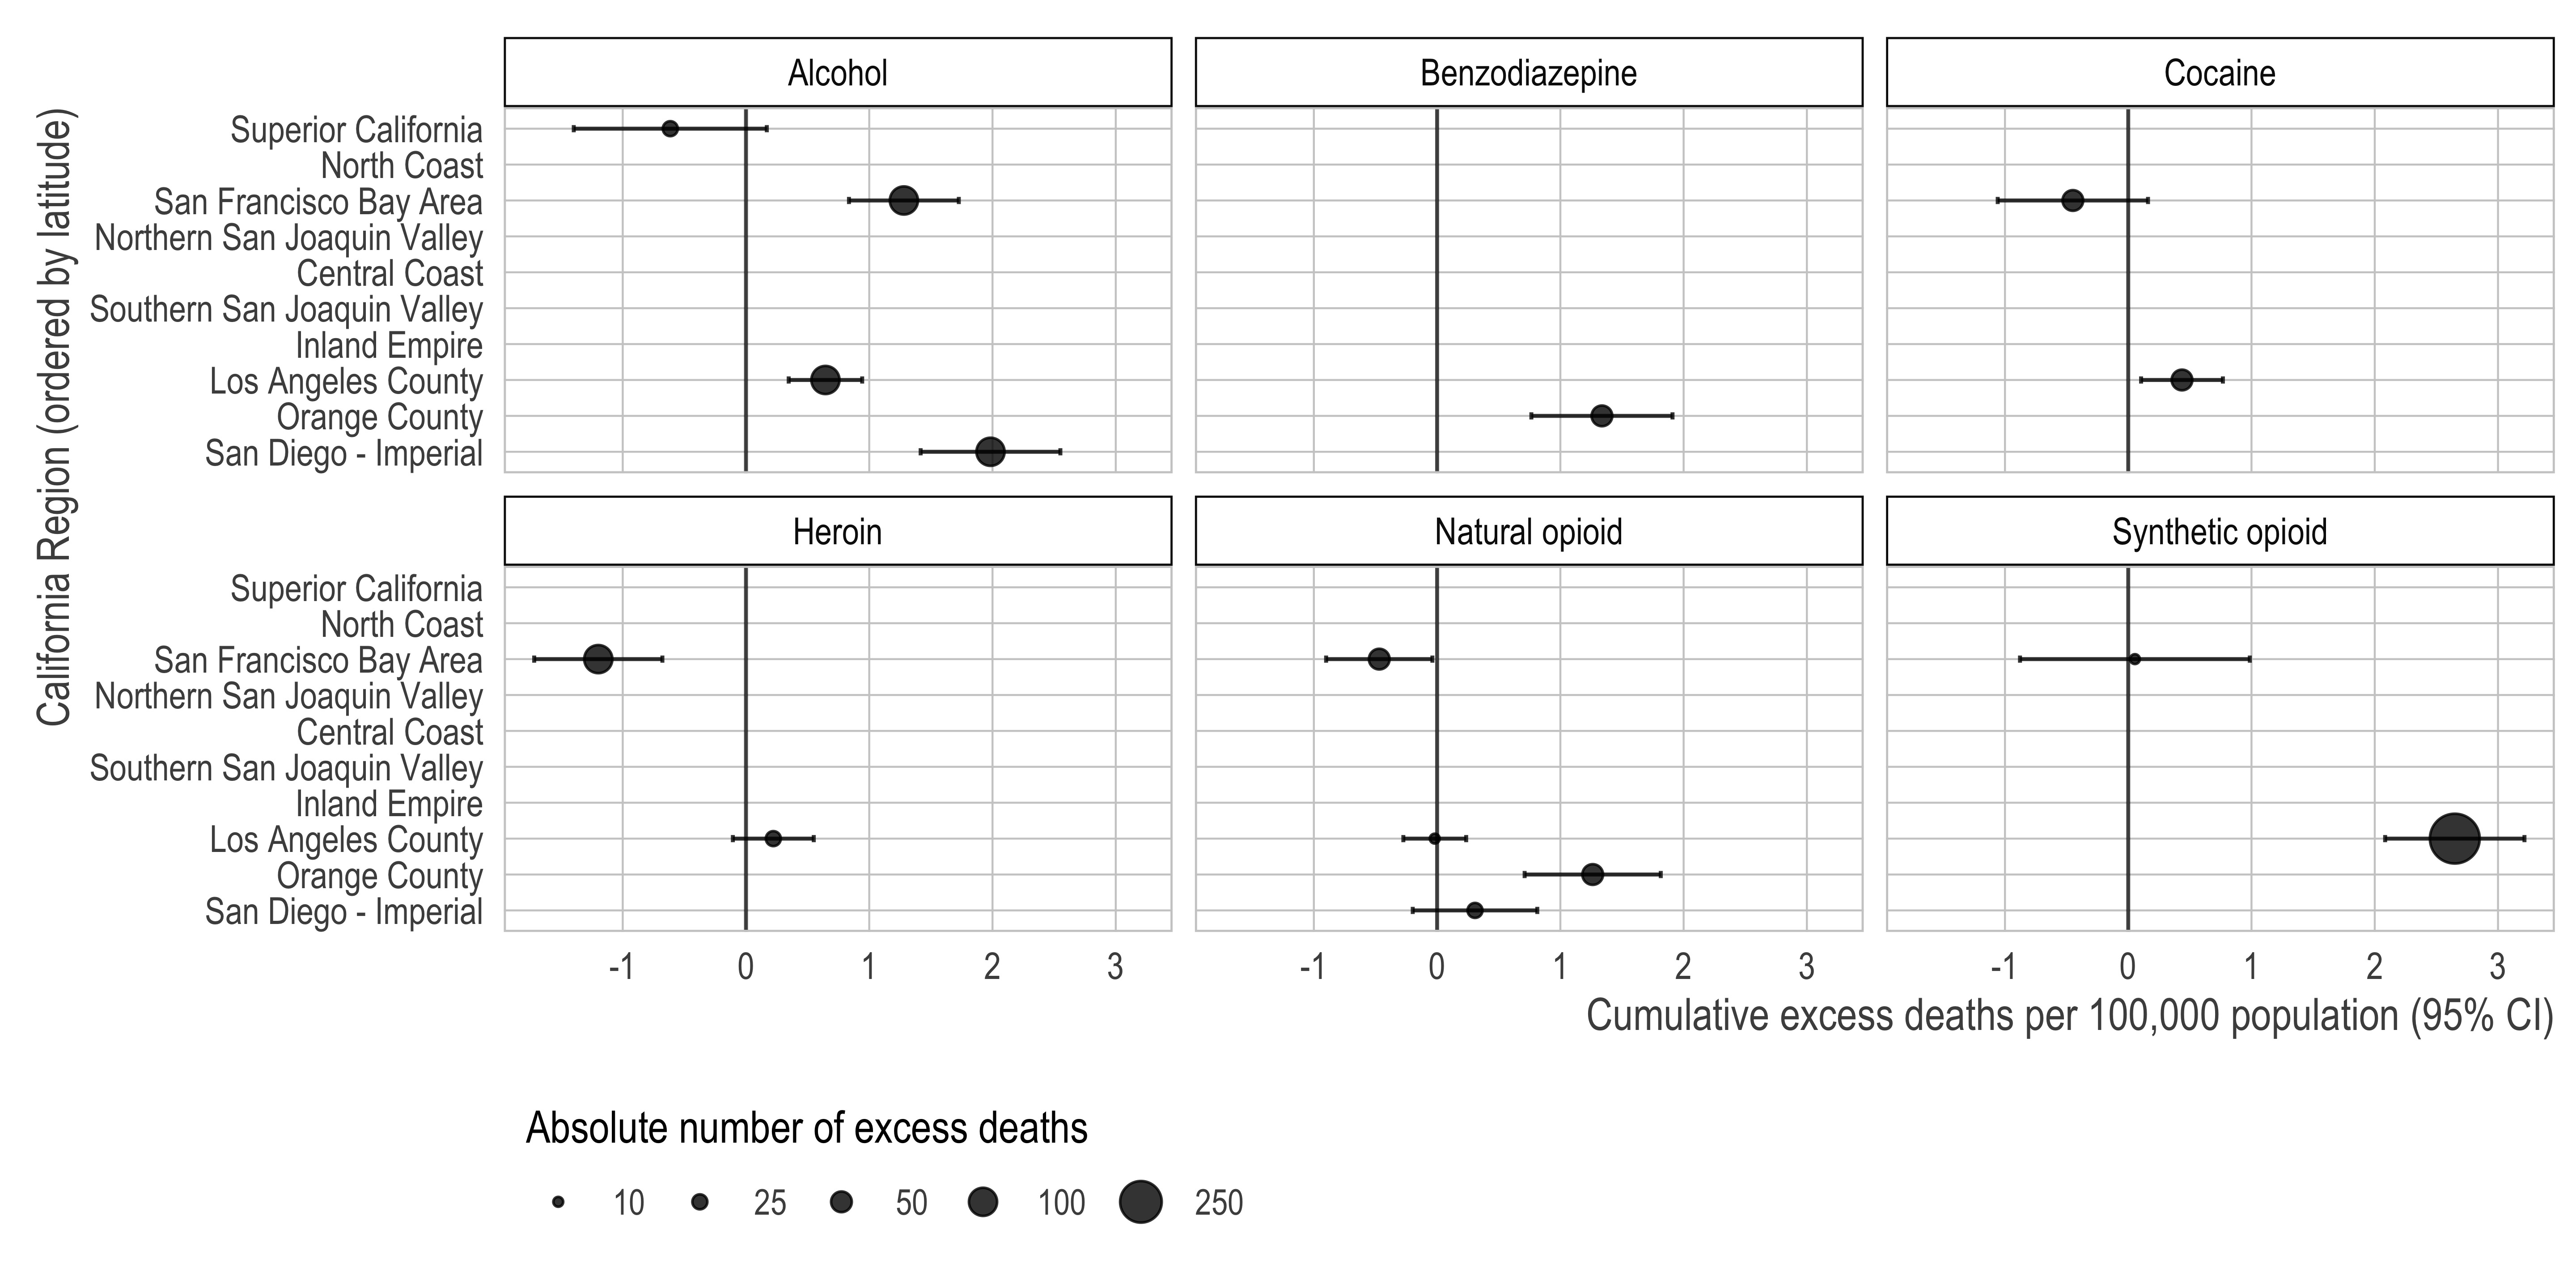 Alcohol
Benzodiazepine
Cocaine
California Region (ordered by latitude)
Superior California
North Coast
San Francisco Bay Area
Northern San Joaquin Valley
Central Coast
Southern San Joaquin Valley
Inland Empire
Los Angeles County
Orange County
San Diego - Imperial
Heroin
Natural opioid
Synthetic opioid
Superior California
North Coast
San Francisco Bay Area
Northern San Joaquin Valley
Central Coast
Southern San Joaquin Valley
Inland Empire
Los Angeles County
Orange County
San Diego - Imperial
-1 0 1 2 3
-1 0 1 2 3
-1 0 1 2 3
Cumulative excess deaths per 100,000 population (95% CI)
Absolute number of excess deaths
10 25 50 100 250